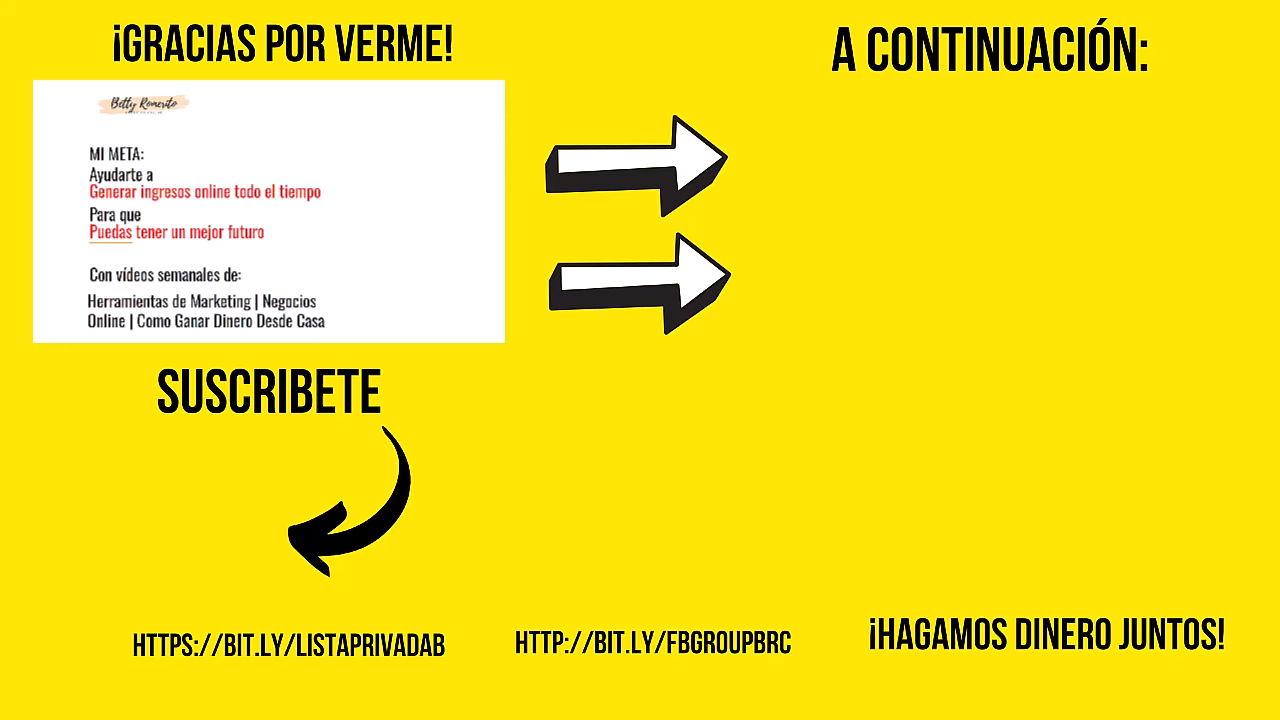 ¡GRACIAS POR VERME!
A CONTINUACIÓN:
Betty Romerito
MI META:
Ayudarte a
Generar ingresos online todo el tiempo
Para que
Puedas tener un mejor futuro
Con vídeos semanales de:
Herramientas de Marketing | Negocios
Online | Como Ganar Dinero Desde Casa
SUSCRIBETE
HTTPS://BIT.LY/LISTAPRIVADAB
HTTP://BIT.LY/FBGROUPBRC
¡HAGAMOS DINERO JUNTOS!